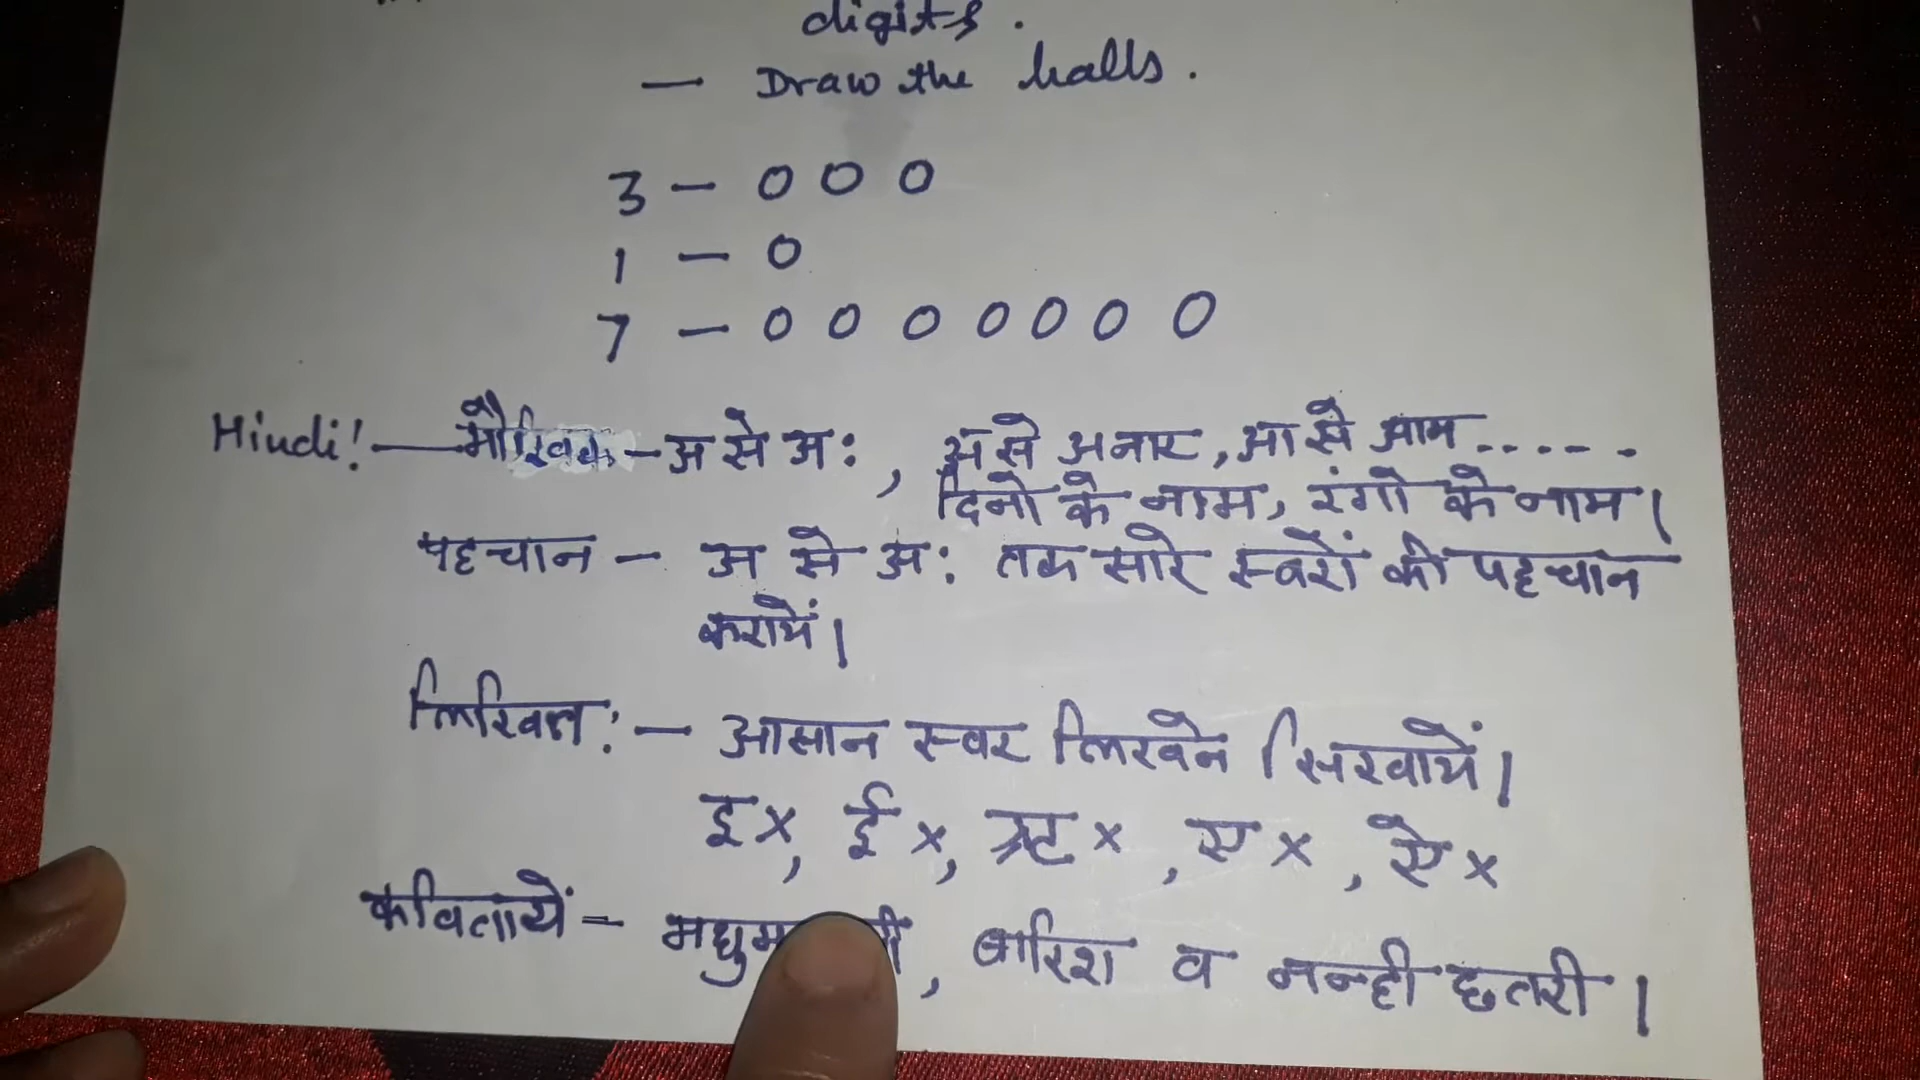 digits.
— Draw the balls.
3 — 0 0 0
1 — 0
7 — 0 0 0 0 0 0 0
Hindi! — मौखिक – अ से अः, अ से अनार, आ से आम......
दिनों के नाम, रंगो के नाम।
पहचान – अ से अः तक सारे स्वरों की पहचान
करायें।
लिखित :– आसान स्वर लिखने सिखायें।
इ x, ई x, ऋ x, ए x, ऐ x
कवितायें – बारिश व नन्ही छतरी।